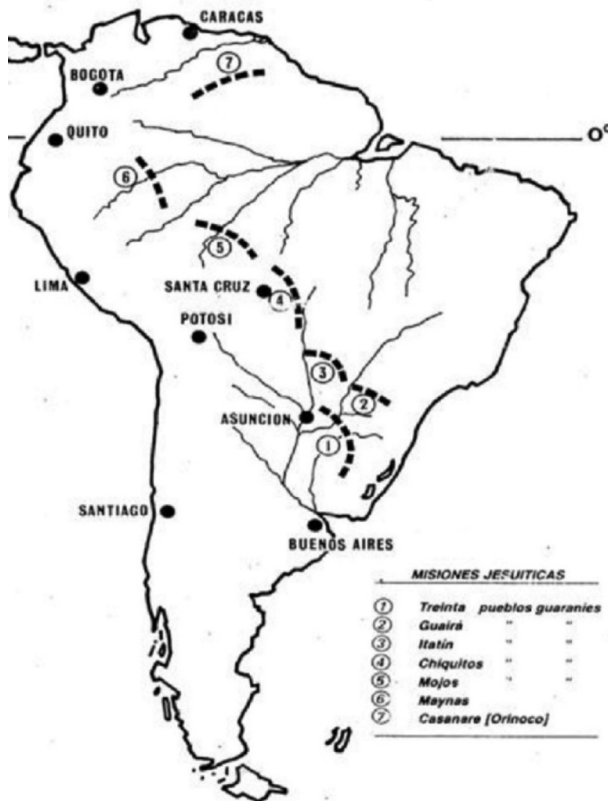 CARACAS
7
BOGOTA
QUITO
0°
6
5
LIMA
SANTA CRUZ
4
POTOSI
3
2
ASUNCION
1
SANTIAGO
BUENOS AIRES
MISIONES JESUITICAS
1 Treinta pueblos guaraníes
2 Guairá " "
3 Itatín " "
4 Chiquitos " "
5 Mojos " "
6 Maynas
7 Casanare [Orinoco]